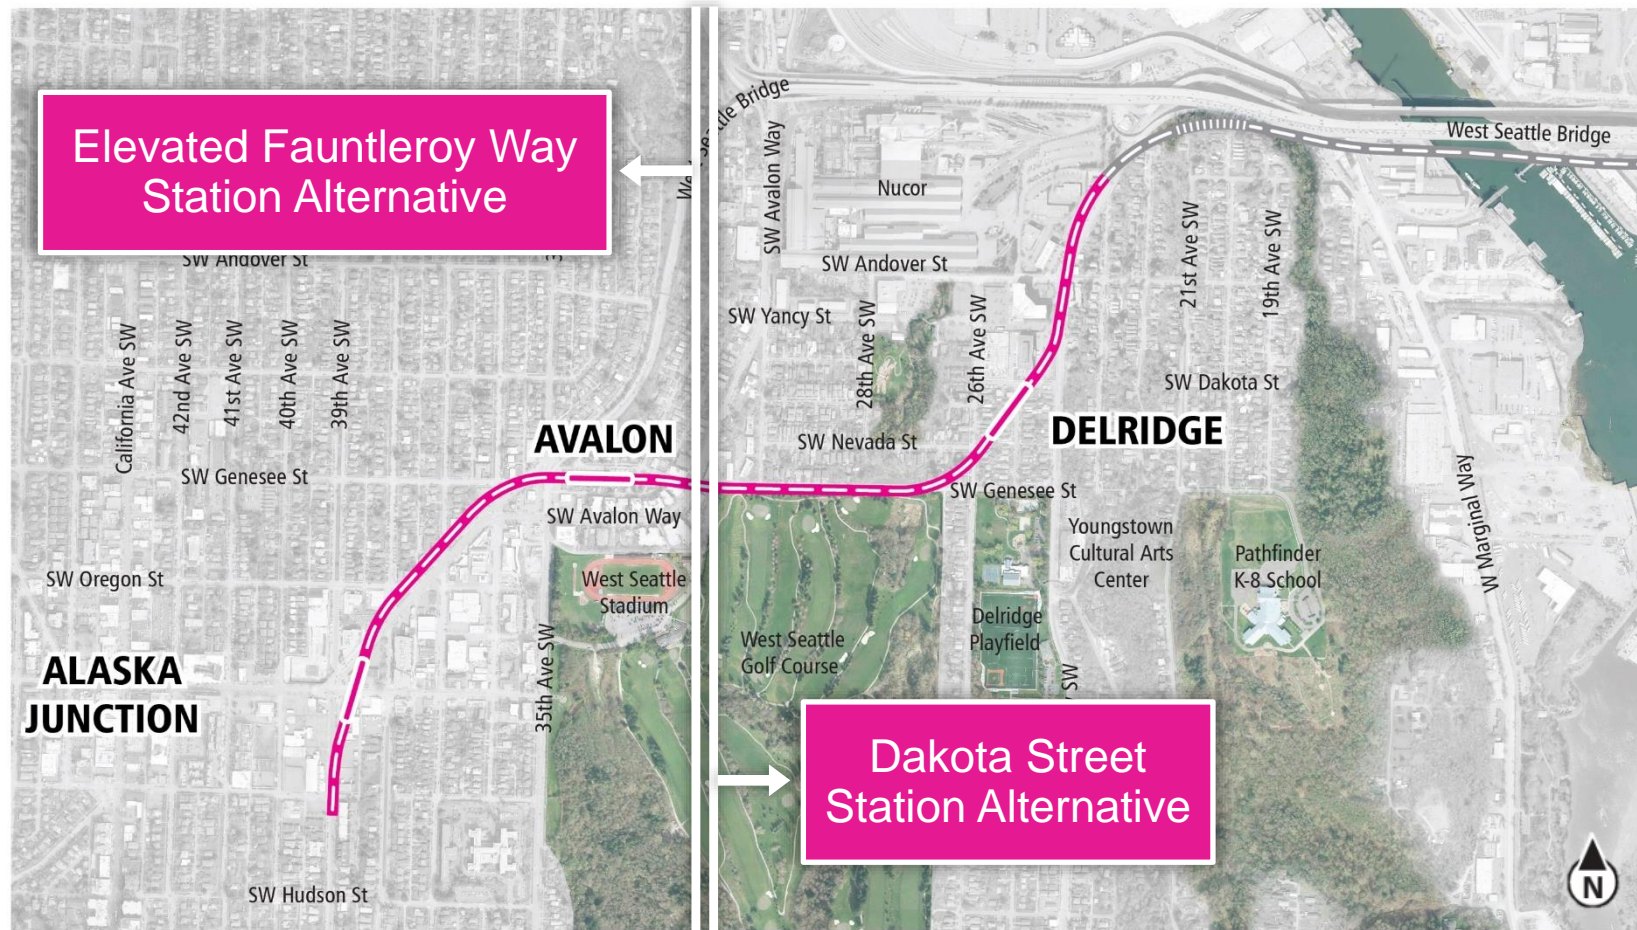 Elevated Fauntleroy Way
Station Alternative
SW Andover St
California Ave SW
42nd Ave SW
41st Ave SW
40th Ave SW
39th Ave SW
SW Genesee St
AVALON
SW Avalon Way
SW Oregon St
West Seattle
Stadium
35th Ave SW
ALASKA
JUNCTION
SW Hudson St
West Seattle Bridge
SW Avalon Way
Nucor
SW Andover St
SW Yancy St
28th Ave SW
26th Ave SW
SW Nevada St
21st Ave SW
19th Ave SW
West Seattle Bridge
SW Dakota St
DELRIDGE
SW Genesee St
Youngstown
Cultural Arts
Center
Pathfinder
K-8 School
W Marginal Way
Delridge
Playfield
West Seattle
Golf Course
SW
Dakota Street
Station Alternative
N